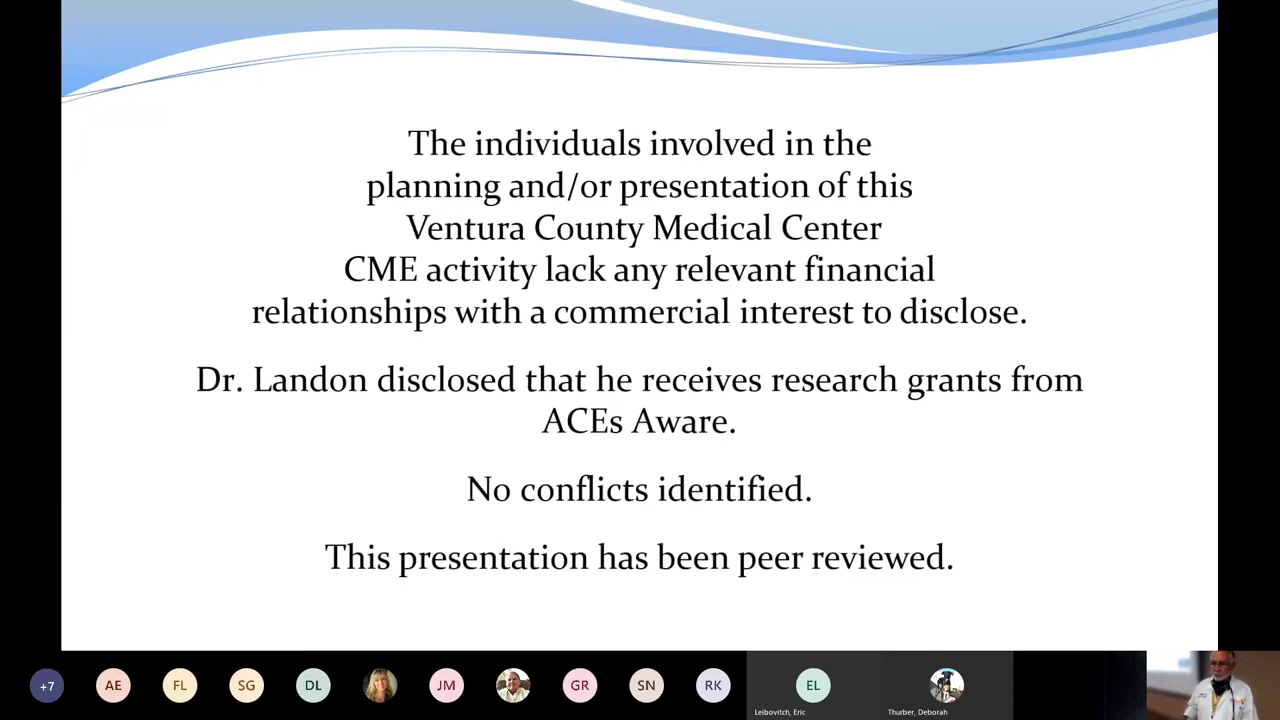 The individuals involved in the
planning and/or presentation of this
Ventura County Medical Center
CME activity lack any relevant financial
relationships with a commercial interest to disclose.
Dr. Landon disclosed that he receives research grants from
ACEs Aware.
No conflicts identified.
This presentation has been peer reviewed.
+7
AE
FL
SG
DL
JM
GR
SN
RK
EL
Leibovitch, Eric
Thurber, Deborah